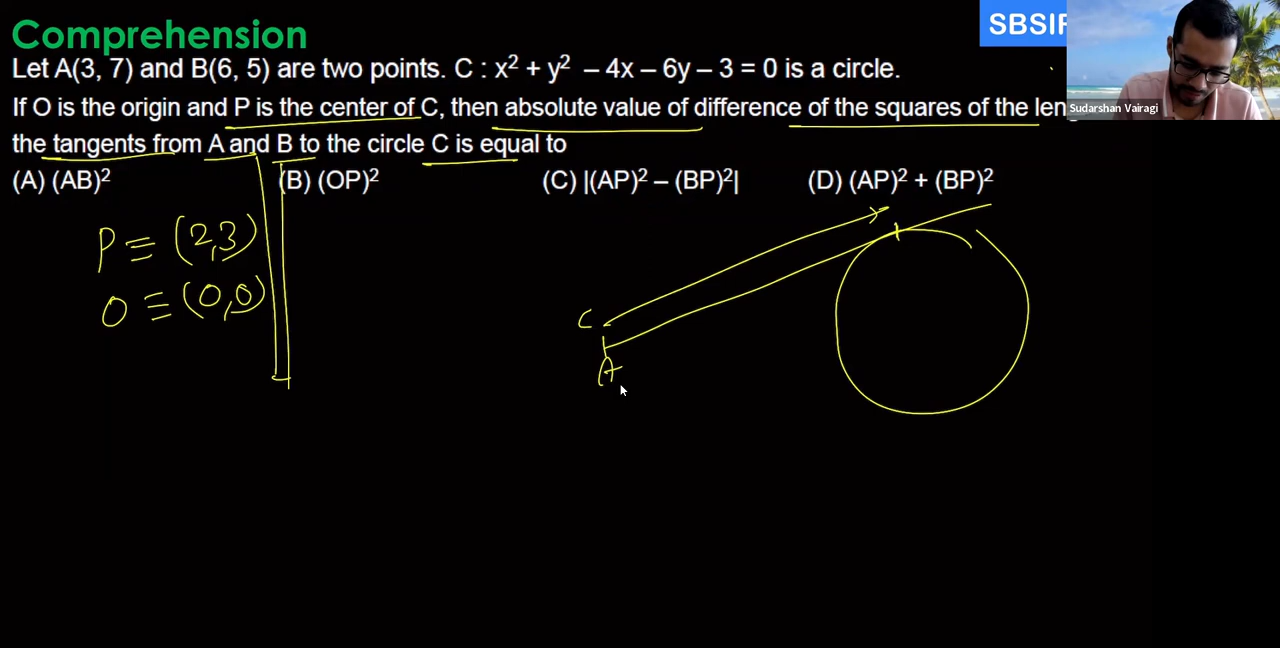 Comprehension
SBSIF
Let A(3, 7) and B(6, 5) are two points. C : x² + y² – 4x – 6y – 3 = 0 is a circle.
Sudarshan Vairagi
If O is the origin and P is the center of C, then absolute value of difference of the squares of the
the tangents from A and B to the circle C is equal to
(A) (AB)² (B) (OP)² (C) |(AP)² – (BP)²| (D) (AP)² + (BP)²
P ≡ (2,3)
O ≡ (0,0)
C
A